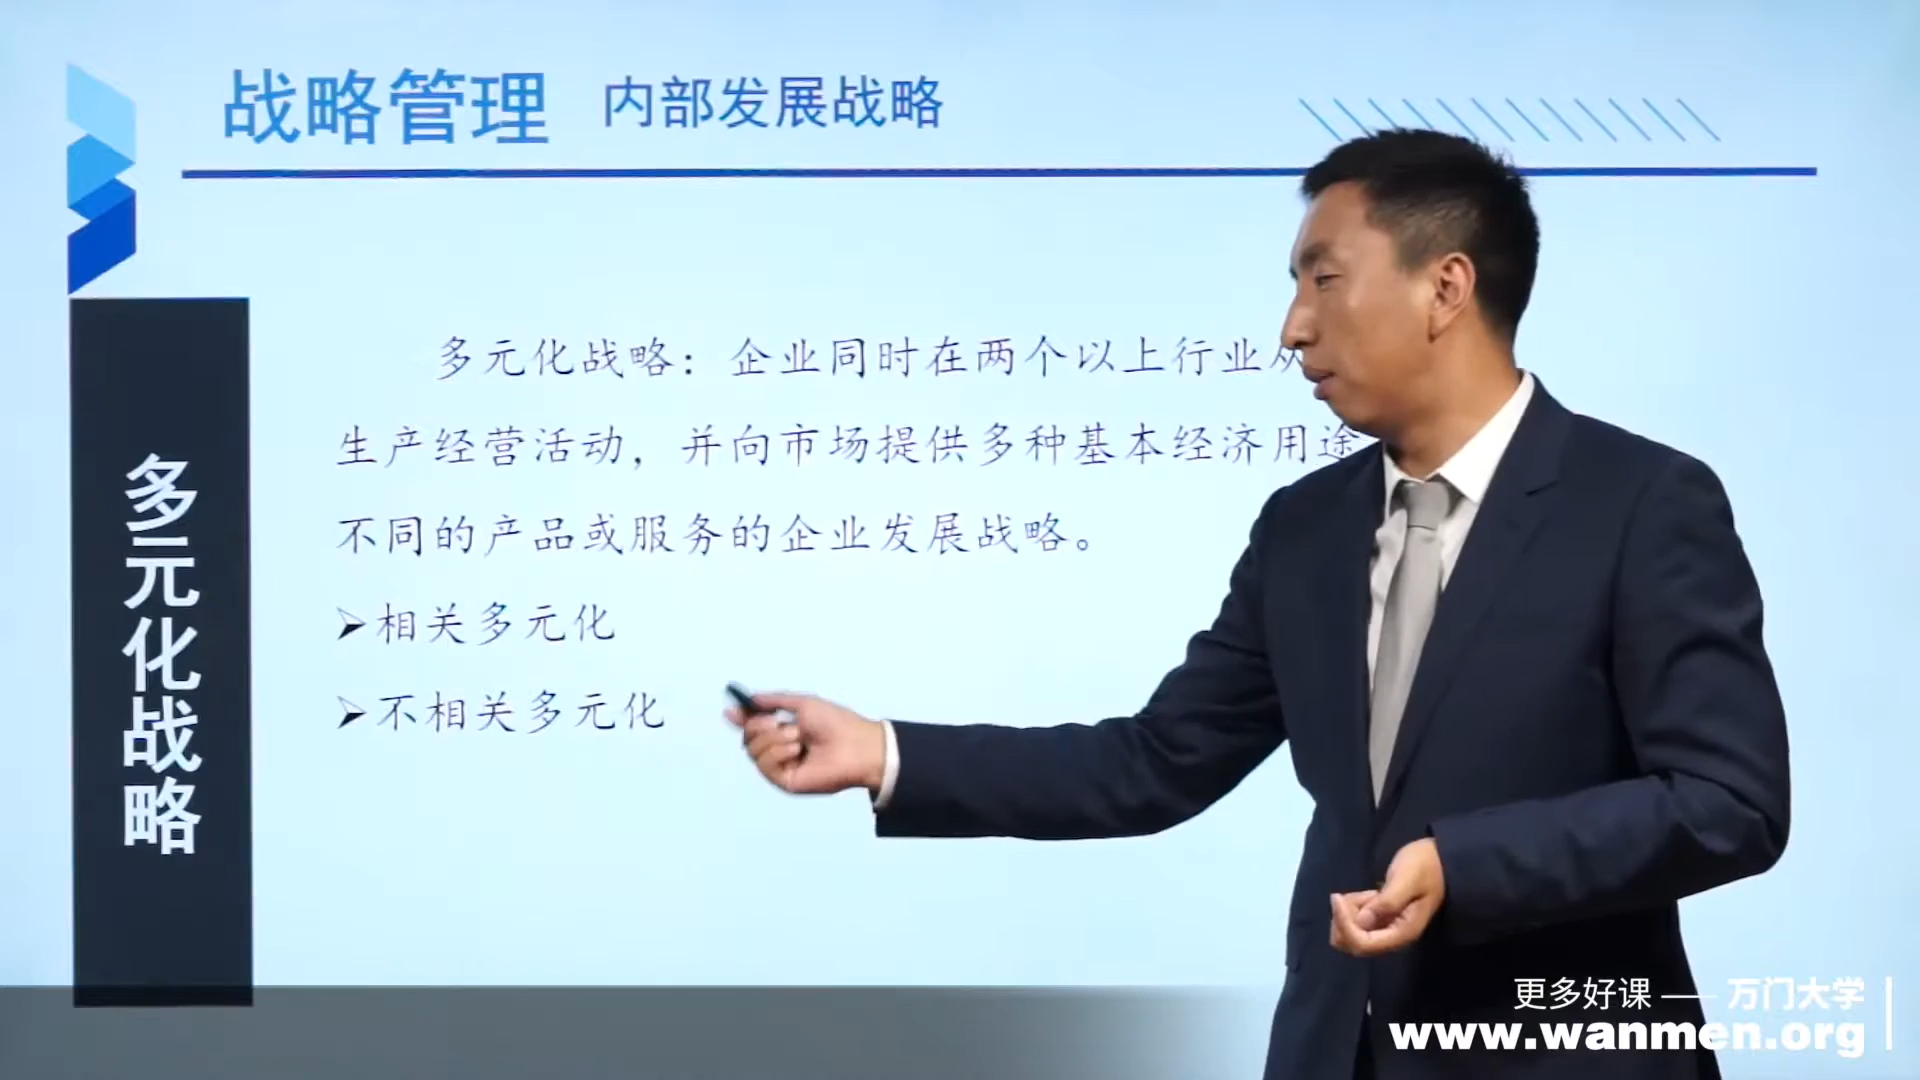 战略管理 内部发展战略
多元化战略
多元化战略：企业同时在两个以上行业从
生产经营活动，并向市场提供多种基本经济用途
不同的产品或服务的企业发展战略。
➢相关多元化
➢不相关多元化
更多好课 —— 万门大学
www.wanmen.org